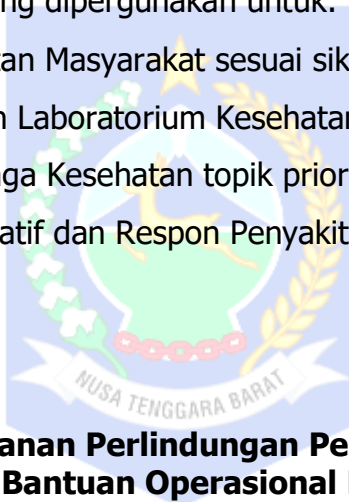 ng dipergunakan untuk.
tan Masyarakat sesuai sik
n Laboratorium Kesehatan
ga Kesehatan topik prior
atif dan Respon Penyakit
NUSA TENGGARA BARAT
anan Perlindungan Pe
Bantuan Operasional